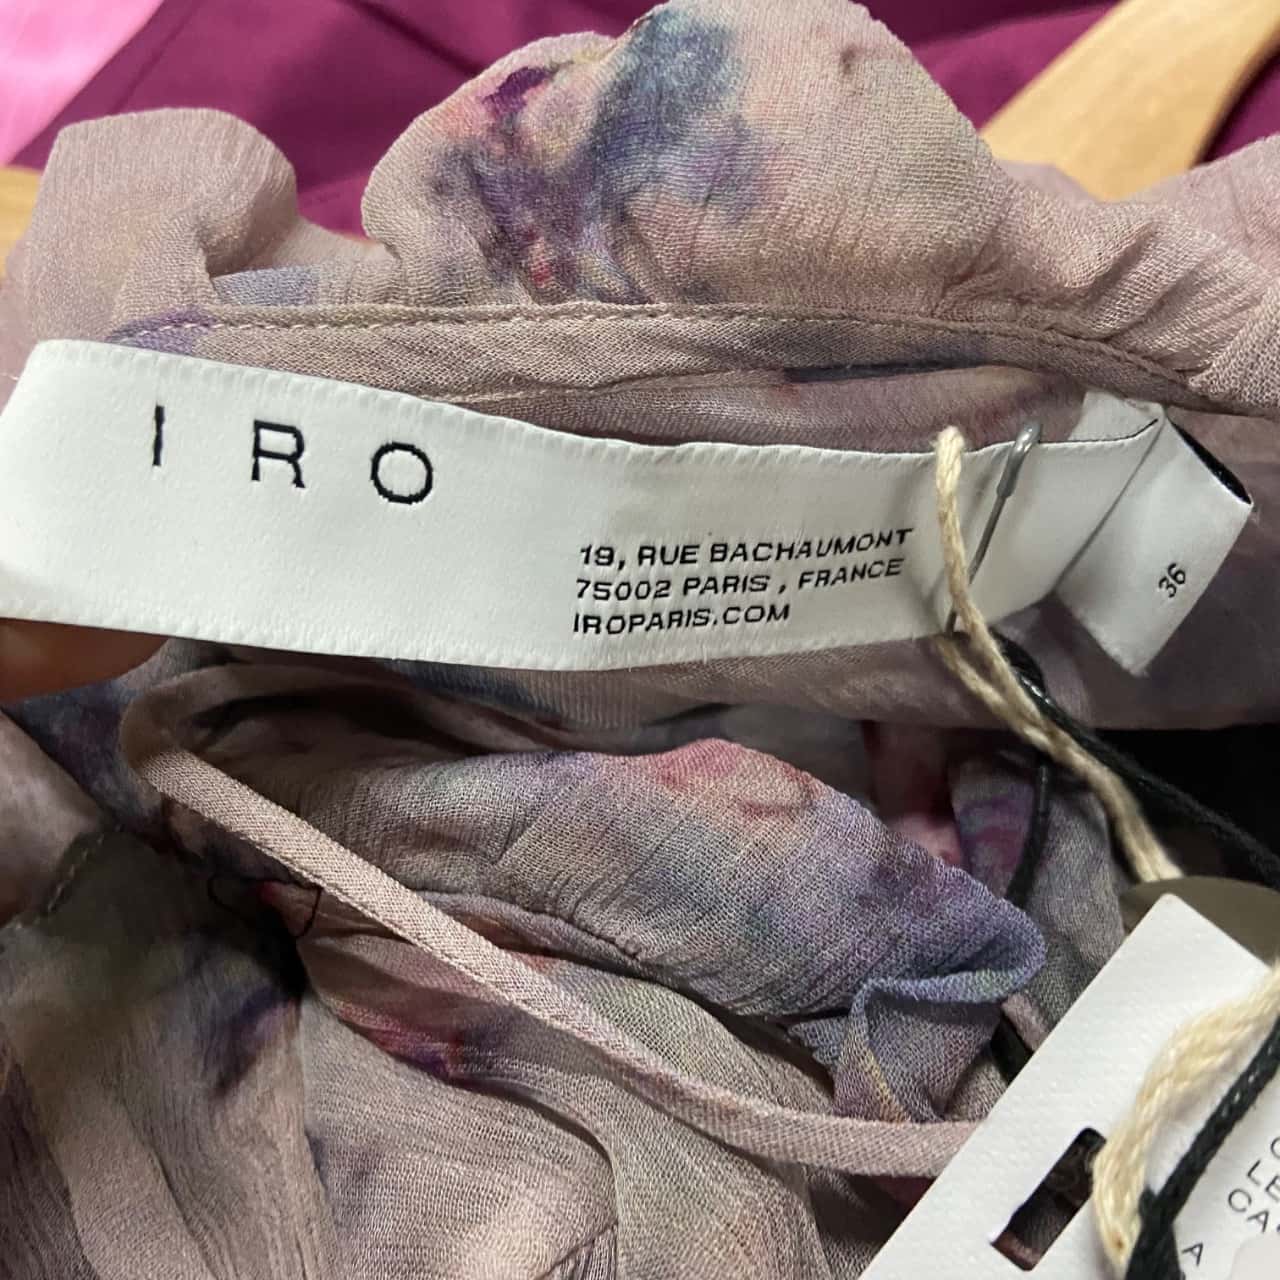 IRO
19, RUE BACHAUMONT
75002 PARIS , FRANCE
IROPARIS.COM
36